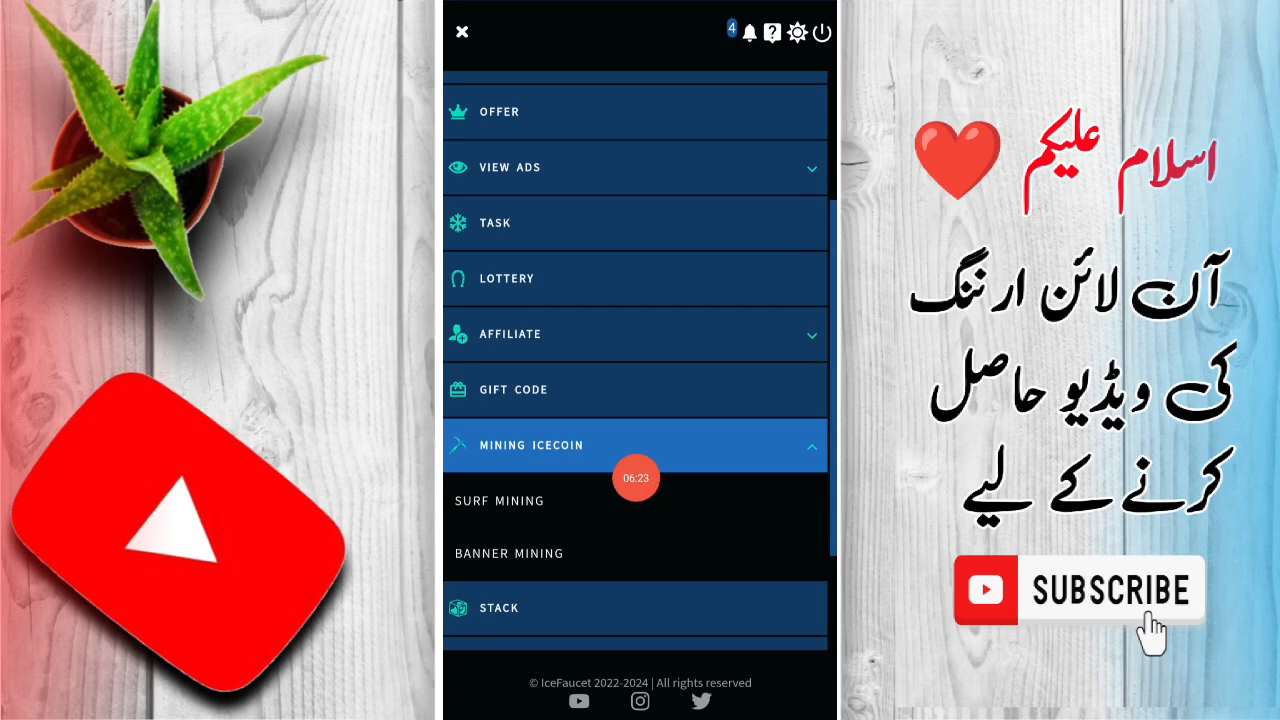 4
OFFER
VIEW ADS
TASK
LOTTERY
AFFILIATE
GIFT CODE
MINING ICECOIN
06:23
SURF MINING
BANNER MINING
STACK
© IceFaucet 2022-2024 | All rights reserved
اسلام علیکم
آن لائن ارننگ
کی ویڈیو حاصل
کرنے کے لیے
SUBSCRIBE